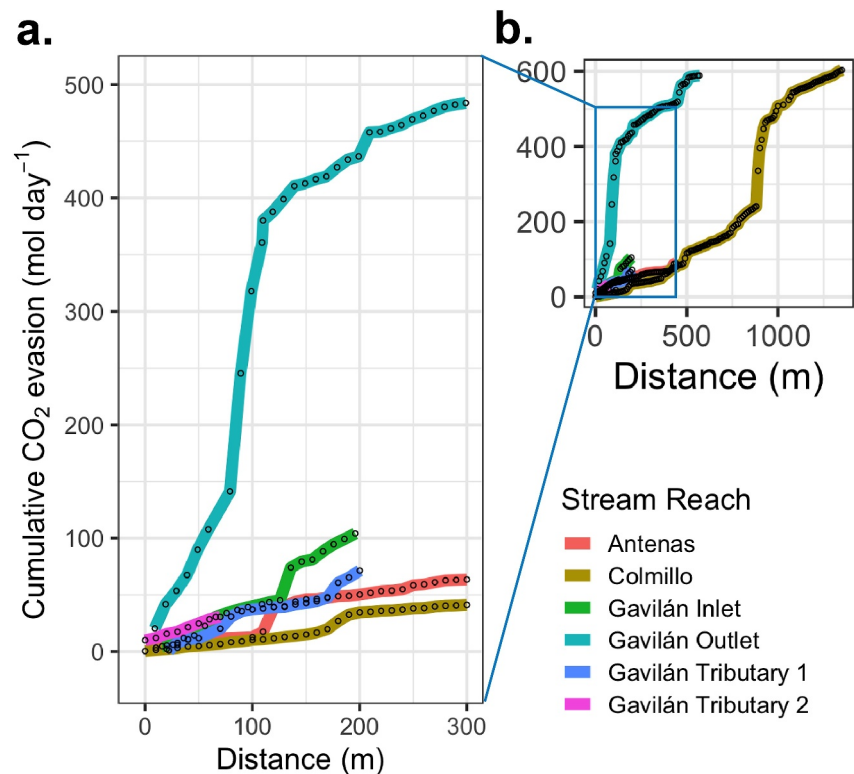 a.
b.
Cumulative CO₂ evasion (mol day⁻¹)
500
400
300
200
100
0
0 100 200 300
Distance (m)
600
400
200
0
0 500 1000
Distance (m)
Stream Reach
Antenas
Colmillo
Gavilán Inlet
Gavilán Outlet
Gavilán Tributary 1
Gavilán Tributary 2